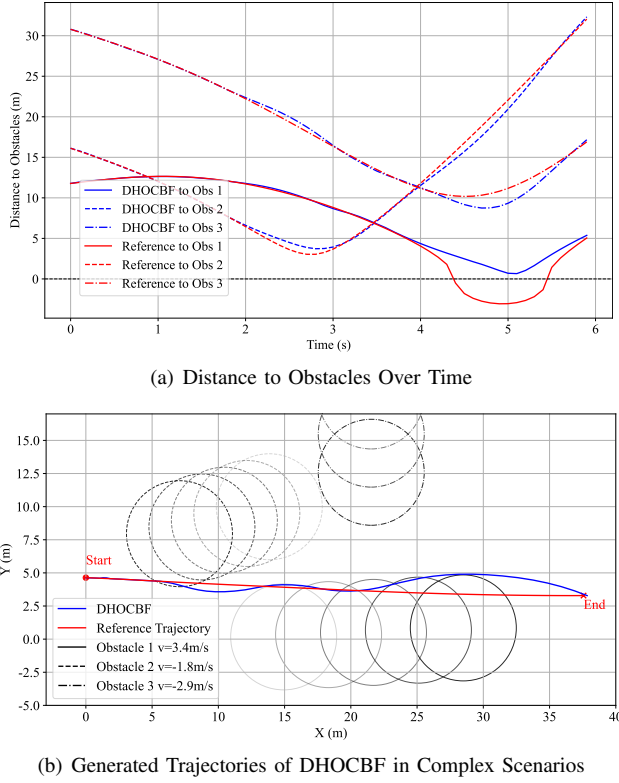 30
25
20
15
10
5
0
Distance to Obstacles (m)
DHOCBF to Obs 1
DHOCBF to Obs 2
DHOCBF to Obs 3
Reference to Obs 1
Reference to Obs 2
Reference to Obs 3
0 1 2 3 4 5 6
Time (s)
(a) Distance to Obstacles Over Time
15.0
12.5
10.0
7.5
5.0
2.5
0.0
-2.5
-5.0
Y (m)
Start
End
DHOCBF
Reference Trajectory
Obstacle 1 v=3.4m/s
Obstacle 2 v=-1.8m/s
Obstacle 3 v=-2.9m/s
0 5 10 15 20 25 30 35 40
X (m)
(b) Generated Trajectories of DHOCBF in Complex Scenarios